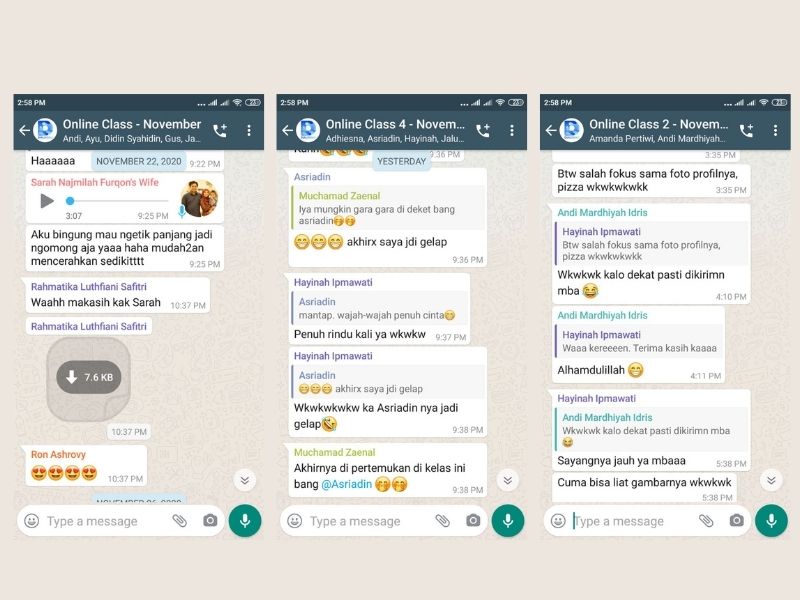 2:58 PM
23
Online Class - November
Andi, Ayu, Didin Syahidin, Gus, Ja...
Haaaaaa
9:22 PM
NOVEMBER 22, 2020
Sarah Najmilah Furqon's Wife
3:07
9:25 PM
Aku bingung mau ngetik panjang jadi
ngomong aja yaaa haha mudah2an
mencerahkan sedikitttt
9:25 PM
Rahmatika Luthfiani Safitri
Waahh makasih kak Sarah
10:37 PM
Rahmatika Luthfiani Safitri
7.6 KB
10:37 PM
Ron Ashrovy
😍😍😍😍
10:37 PM
Type a message
2:58 PM
23
Online Class 4 - Novem...
Adhiesna, Asriadin, Hayinah, Jalu...
9:36 PM
YESTERDAY
Asriadin
Muchamad Zaenal
Iya mungkin gara gara di deket bang
asriadin🤭🤭
😁😁😁 akhirx saya jdi gelap
9:36 PM
Hayinah Ipmawati
Asriadin
mantap. wajah-wajah penuh cinta😁
Penuh rindu kali ya wkwkw
9:37 PM
Hayinah Ipmawati
Asriadin
😁😁😁 akhirx saya jdi gelap
Wkwkwkwkw ka Asriadin nya jadi
gelap🤣
9:38 PM
Muchamad Zaenal
Akhirnya di pertemukan di kelas ini
bang @Asriadin 🤭🤭
9:38 PM
Type a message
2:58 PM
23
Online Class 2 - Novem...
Amanda Pertiwi, Andi Mardhiyah...
3:35 PM
Btw salah fokus sama foto profilnya,
pizza wkwkwkwkk
3:35 PM
Andi Mardhiyah Idris
Hayinah Ipmawati
Btw salah fokus sama foto profilnya,
pizza wkwkwkwkk
Wkwkwk kalo dekat pasti dikirimn
mba 😂
4:10 PM
Andi Mardhiyah Idris
Hayinah Ipmawati
Waaa kereeeen. Terima kasih kaaaa
Alhamdulillah 😁
4:11 PM
Hayinah Ipmawati
Andi Mardhiyah Idris
Wkwkwk kalo dekat pasti dikirimn mba
😂
Sayangnya jauh ya mbaaa
5:38 PM
Cuma bisa liat gambarnya wkwkwk
5:38 PM
Type a message